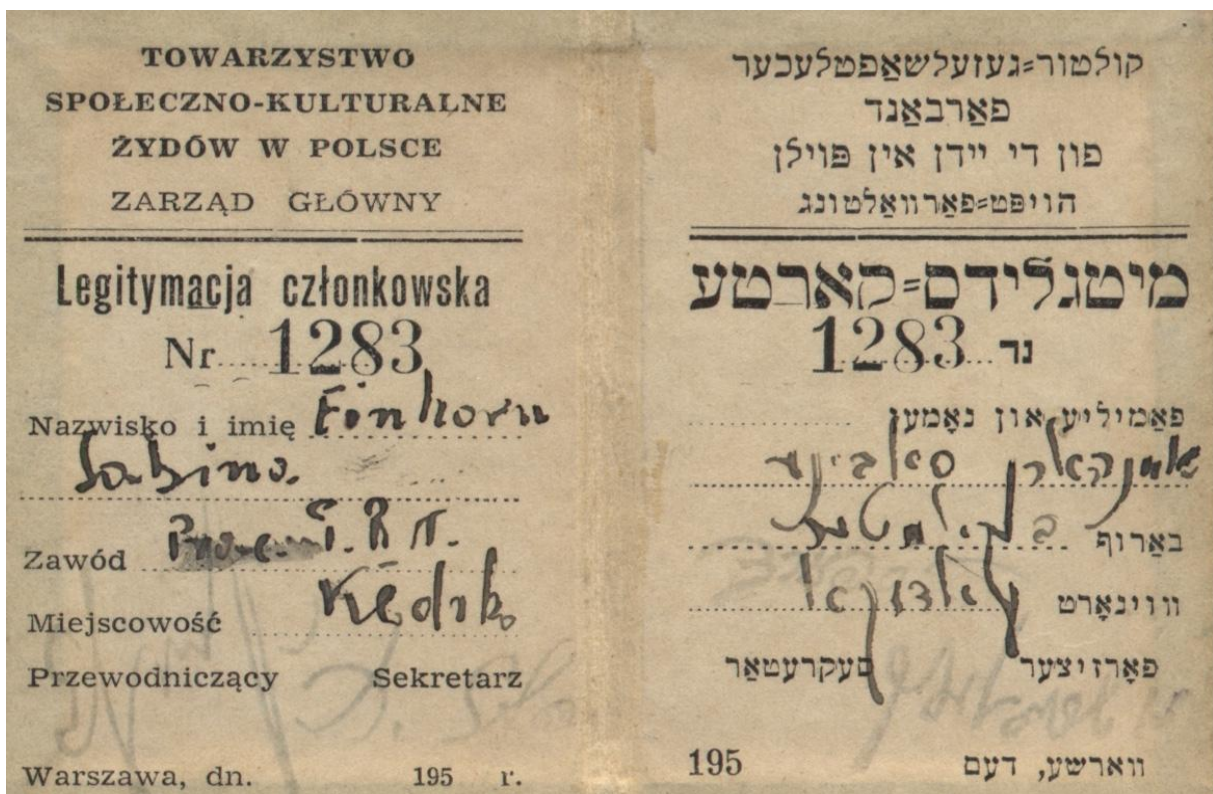 TOWARZYSTWO
SPOŁECZNO-KULTURALNE
ŻYDÓW W POLSCE
ZARZĄD GŁÓWNY
Legitymacja członkowska
Nr 1283
Nazwisko i imię Einhorn
Sabina
Zawód
Miejscowość
Przewodniczący Sekretarz
Warszawa, dn. 195 r.
קולטור=געזעלשאַפטלעכער
פאַרבאַנד
פון די יידן אין פּוילן
הויפּט=פאַרוואַלטונג
מיטגלידס=קאַרטע
נר 1283
פאַמיליע און נאָמען
באַרוף
וווינאָרט
פאָרזיצער סעקרעטאַר
וואַרשע, דעם 195